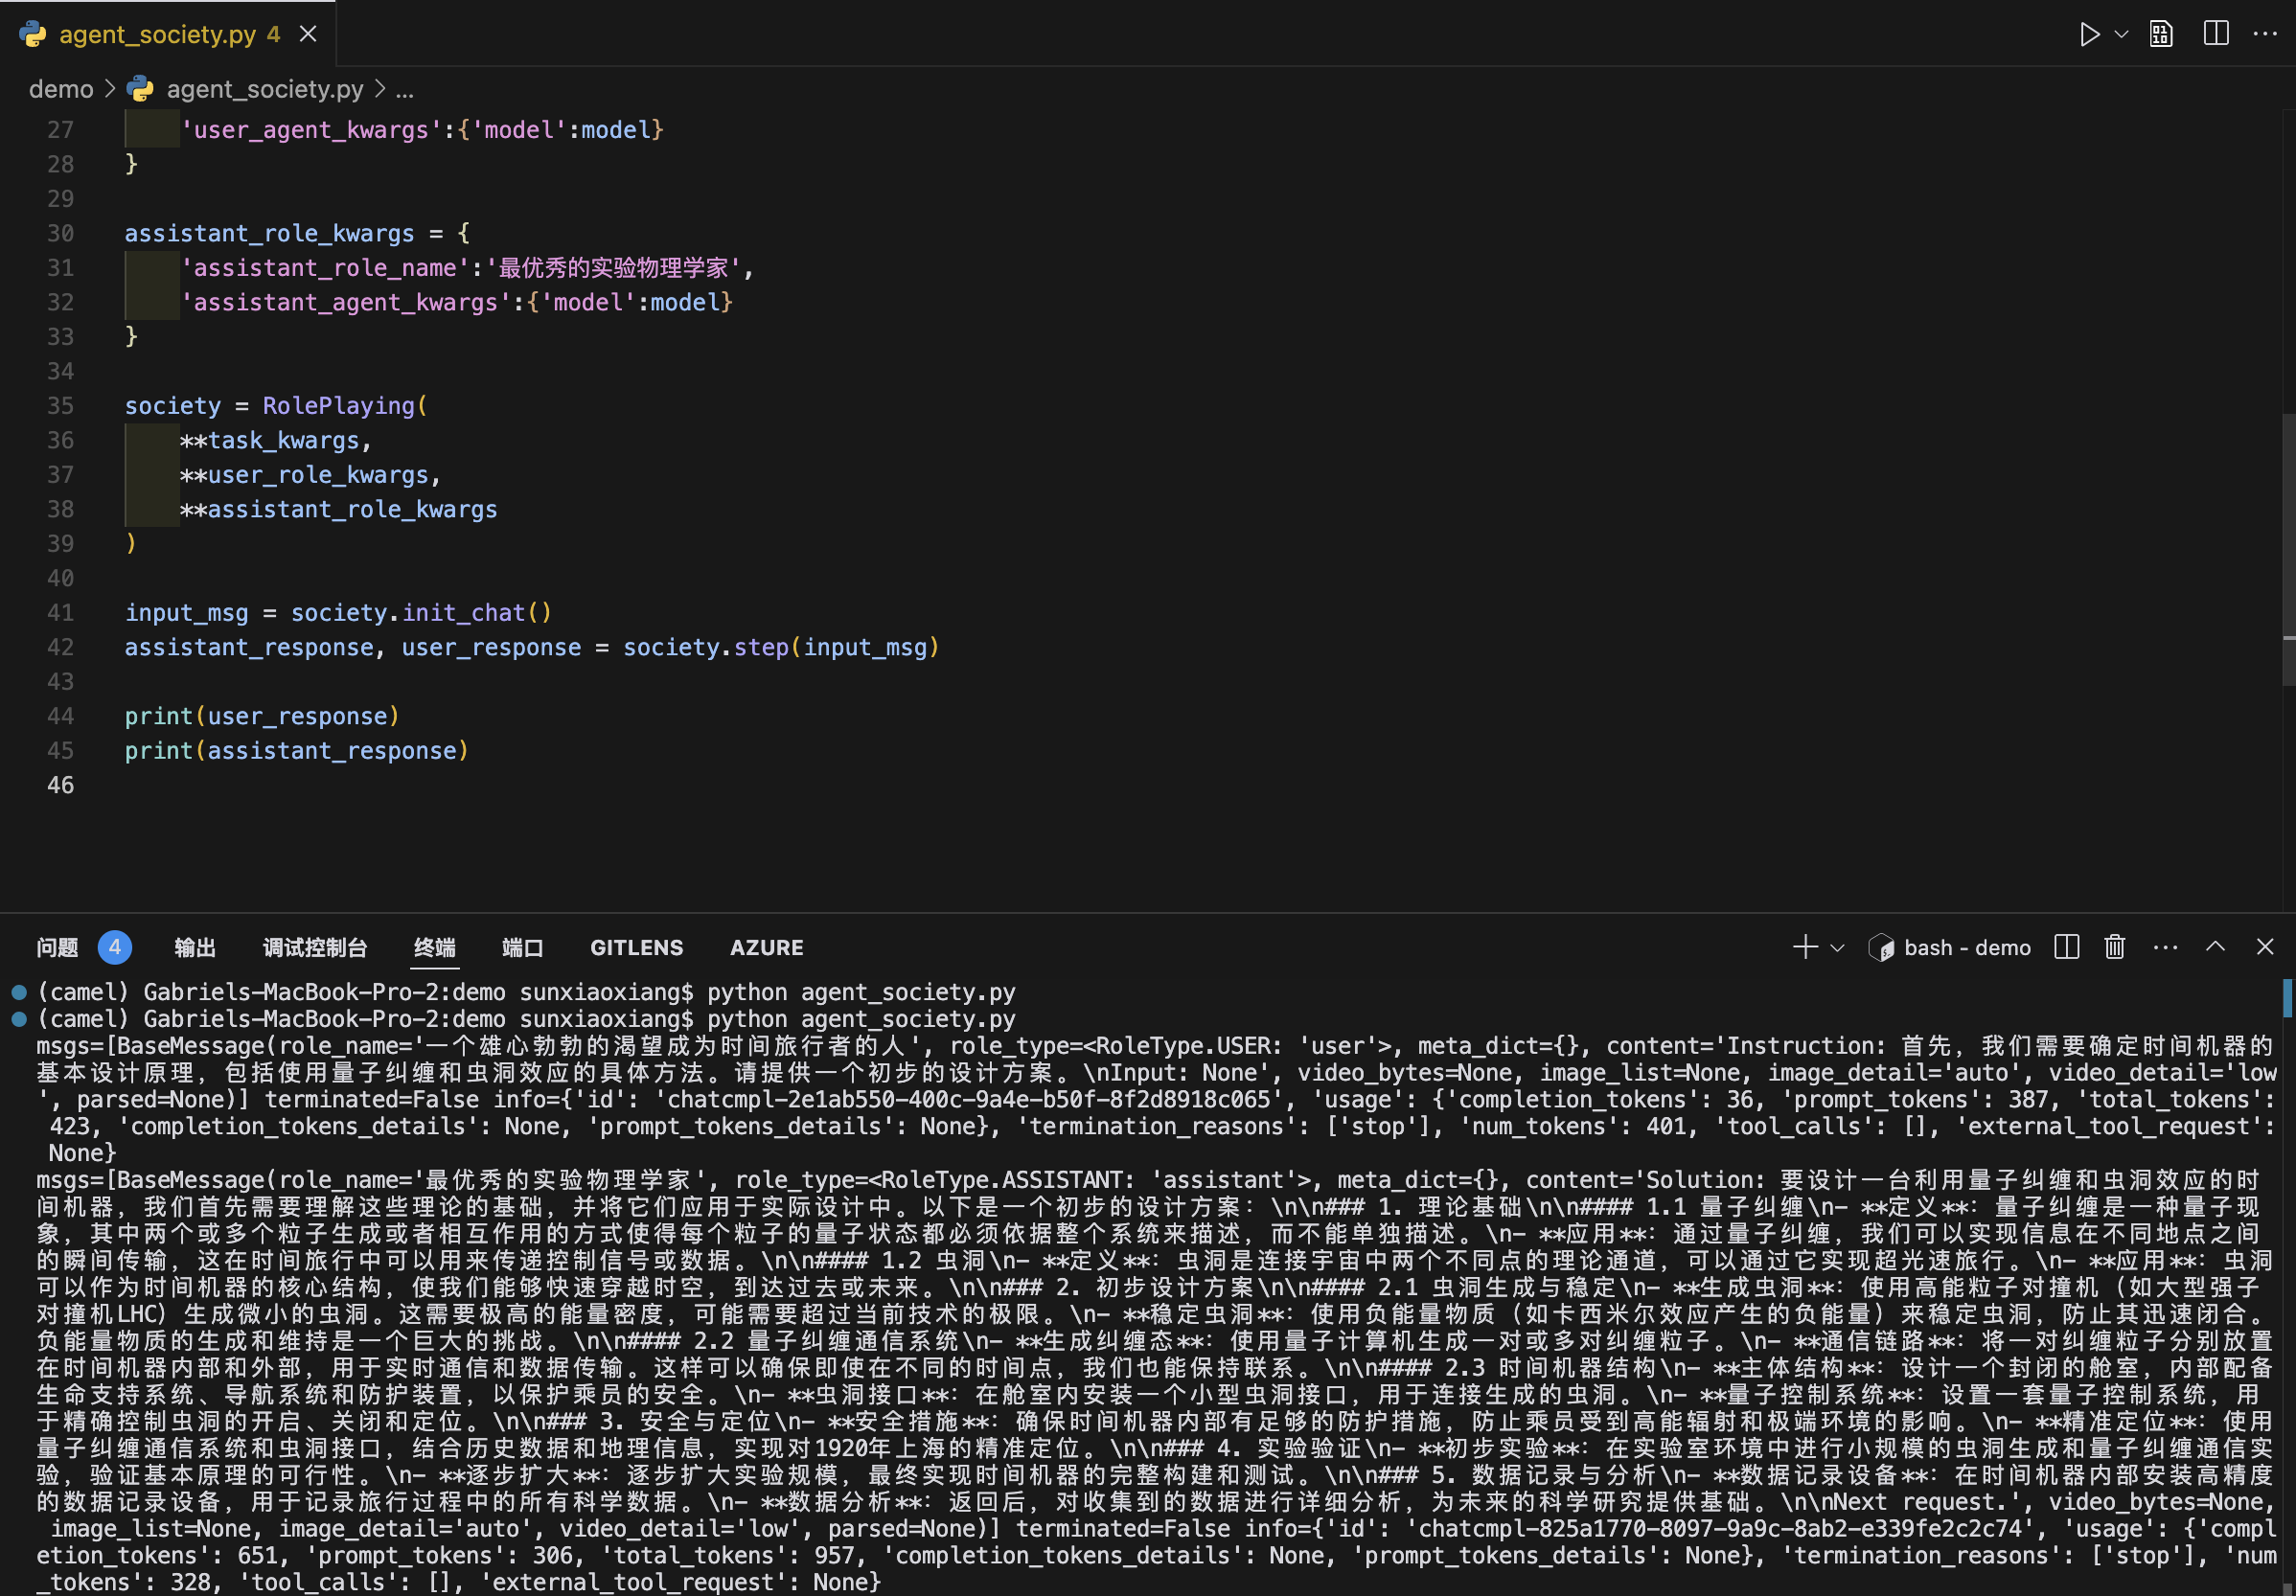 agent_society.py 4
demo > agent_society.py > ...
27 'user_agent_kwargs':{'model':model}
28 }
29
30 assistant_role_kwargs = {
31 'assistant_role_name':'最优秀的实验物理学家',
32 'assistant_agent_kwargs':{'model':model}
33 }
34
35 society = RolePlaying(
36 **task_kwargs,
37 **user_role_kwargs,
38 **assistant_role_kwargs
39 )
40
41 input_msg = society.init_chat()
42 assistant_response, user_response = society.step(input_msg)
43
44 print(user_response)
45 print(assistant_response)
46
问题 4 输出 调试控制台 终端 端口 GITLENS AZURE bash - demo
(camel) Gabriels-MacBook-Pro-2:demo sunxiaoxiang$ python agent_society.py
(camel) Gabriels-MacBook-Pro-2:demo sunxiaoxiang$ python agent_society.py
msgs=[BaseMessage(role_name='一个雄心勃勃的渴望成为时间旅行者的人', role_type=<RoleType.USER: 'user'>, meta_dict={}, content='Instruction: 首先，我们需要确定时间机器的
基本设计原理，包括使用量子纠缠和虫洞效应的具体方法。请提供一个初步的设计方案。\nInput: None', video_bytes=None, image_list=None, image_detail='auto', video_detail='low
', parsed=None)] terminated=False info={'id': 'chatcmpl-2e1ab550-400c-9a4e-b50f-8f2d8918c065', 'usage': {'completion_tokens': 36, 'prompt_tokens': 387, 'total_tokens':
423, 'completion_tokens_details': None, 'prompt_tokens_details': None}, 'termination_reasons': ['stop'], 'num_tokens': 401, 'tool_calls': [], 'external_tool_request':
None}
msgs=[BaseMessage(role_name='最优秀的实验物理学家', role_type=<RoleType.ASSISTANT: 'assistant'>, meta_dict={}, content='Solution: 要设计一台利用量子纠缠和虫洞效应的时
间机器，我们首先需要理解这些理论的基础，并将它们应用于实际设计中。以下是一个初步的设计方案：\n\n### 1. 理论基础\n\n#### 1.1 量子纠缠\n- **定义**：量子纠缠是一种量子现
象，其中两个或多个粒子生成或者相互作用的方式使得每个粒子的量子状态都必须依据整个系统来描述，而不能单独描述。\n- **应用**：通过量子纠缠，我们可以实现信息在不同地点之间
的瞬间传输，这在时间旅行中可以用来传递控制信号或数据。\n\n#### 1.2 虫洞\n- **定义**：虫洞是连接宇宙中两个不同点的理论通道，可以通过它实现超光速旅行。\n- **应用**：虫洞
可以作为时间机器的核心结构，使我们能够快速穿越时空，到达过去或未来。\n\n### 2. 初步设计方案\n\n#### 2.1 虫洞生成与稳定\n- **生成虫洞**：使用高能粒子对撞机（如大型强子
对撞机LHC）生成微小的虫洞。这需要极高的能量密度，可能需要超过当前技术的极限。\n- **稳定虫洞**：使用负能量物质（如卡西米尔效应产生的负能量）来稳定虫洞，防止其迅速闭合。
负能量物质的生成和维持是一个巨大的挑战。\n\n#### 2.2 量子纠缠通信系统\n- **生成纠缠态**：使用量子计算机生成一对或多对纠缠粒子。\n- **通信链路**：将一对纠缠粒子分别放置
在时间机器内部和外部，用于实时通信和数据传输。这样可以确保即使在不同的时间点，我们也能保持联系。\n\n#### 2.3 时间机器结构\n- **主体结构**：设计一个封闭的舱室，内部配备
生命支持系统、导航系统和防护装置，以保护乘员的安全。\n- **虫洞接口**：在舱室内安装一个小型虫洞接口，用于连接生成的虫洞。\n- **量子控制系统**：设置一套量子控制系统，用
于精确控制虫洞的开启、关闭和定位。\n\n### 3. 安全与定位\n- **安全措施**：确保时间机器内部有足够的防护措施，防止乘员受到高能辐射和极端环境的影响。\n- **精准定位**：使用
量子纠缠通信系统和虫洞接口，结合历史数据和地理信息，实现对1920年上海的精准定位。\n\n### 4. 实验验证\n- **初步实验**：在实验室环境中进行小规模的虫洞生成和量子纠缠通信实
验，验证基本原理的可行性。\n- **逐步扩大**：逐步扩大实验规模，最终实现时间机器的完整构建和测试。\n\n### 5. 数据记录与分析\n- **数据记录设备**：在时间机器内部安装高精度
的数据记录设备，用于记录旅行过程中的所有科学数据。\n- **数据分析**：返回后，对收集到的数据进行详细分析，为未来的科学研究提供基础。\n\nNext request.', video_bytes=None,
image_list=None, image_detail='auto', video_detail='low', parsed=None)] terminated=False info={'id': 'chatcmpl-825a1770-8097-9a9c-8ab2-e339fe2c2c74', 'usage': {'compl
etion_tokens': 651, 'prompt_tokens': 306, 'total_tokens': 957, 'completion_tokens_details': None, 'prompt_tokens_details': None}, 'termination_reasons': ['stop'], 'num
_tokens': 328, 'tool_calls': [], 'external_tool_request': None}